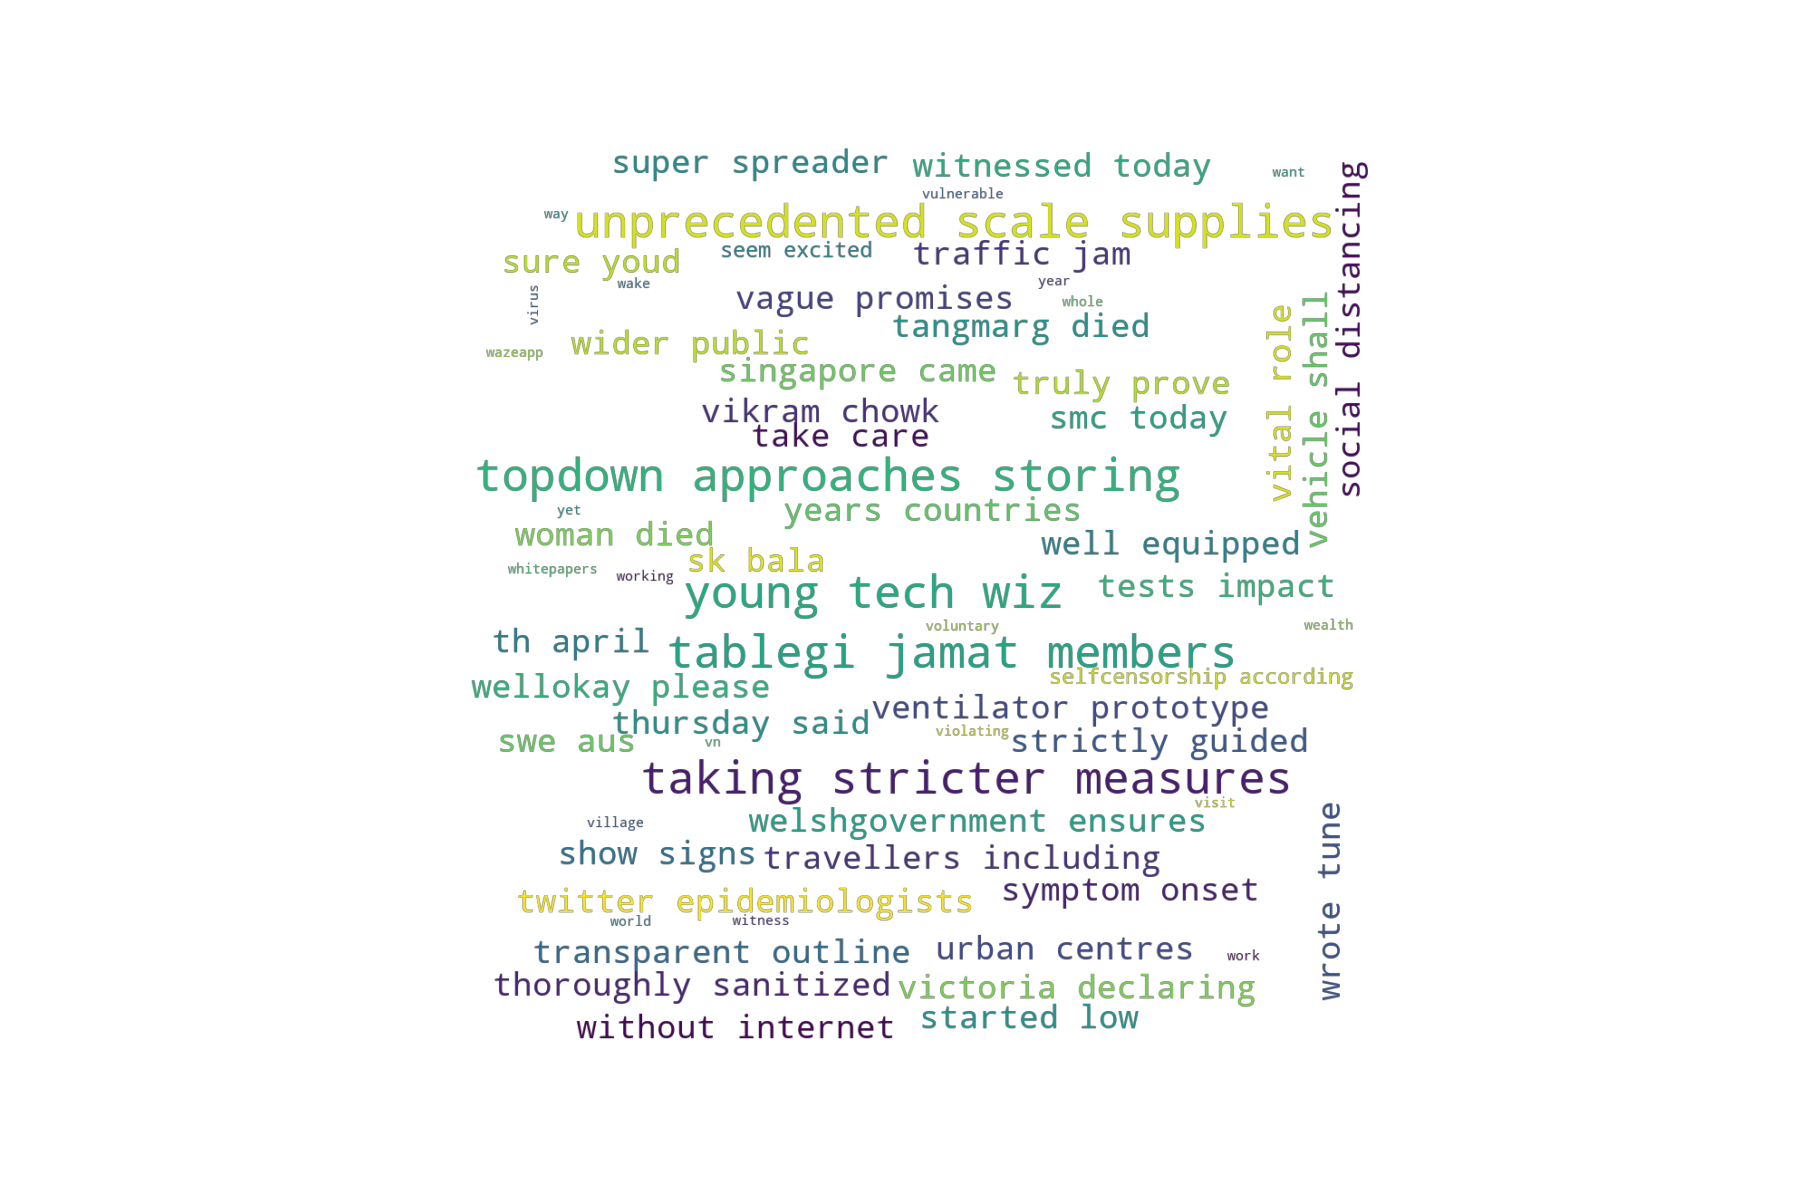 super spreader
witnessed today
want
social distancing
vulnerable
way
unprecedented scale supplies
seem excited
traffic jam
sure youd
wake
year
virus
vague promises
whole
vehicle shall
vital role
tangmarg died
wider public
wazeapp
singapore came
truly prove
vikram chowk
smc today
take care
topdown approaches storing
yet
years countries
woman died
well equipped
sk bala
whitepapers
working
young tech wiz
tests impact
voluntary
wealth
th april
tablegi jamat members
selfcensorship according
wellokay please
ventilator prototype
thursday said
violating
swe aus
vn
strictly guided
taking stricter measures
visit
wrote tune
village
welshgovernment ensures
show signs
travellers including
symptom onset
twitter epidemiologists
world
witness
transparent outline
urban centres
work
thoroughly sanitized
victoria declaring
without internet
started low